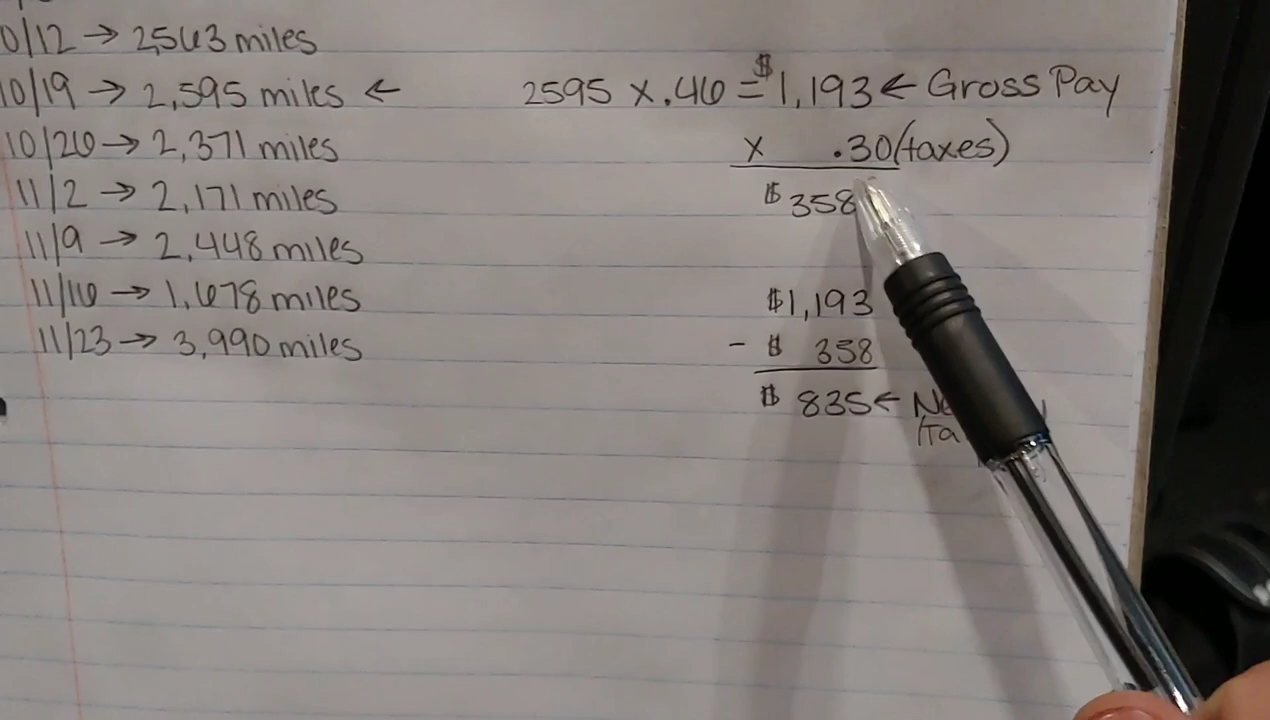 0/12 → 2,563 miles
10/19 → 2,595 miles ← 2595 x .46 = $1,193 ← Gross Pay
x .30 (taxes)
10/26 → 2,371 miles
$358
11/2 → 2,171 miles
11/9 → 2,448 miles
11/16 → 1,678 miles
$1,193
11/23 → 3,990 miles
- $ 358
$ 835 ←